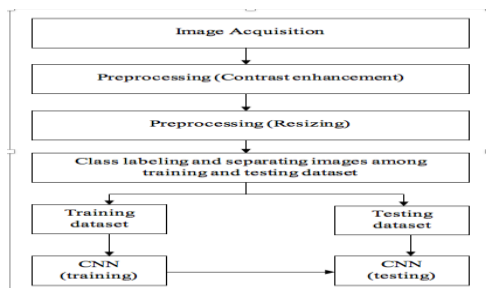 Image Acquisition
Preprocessing (Contrast enhancement)
Preprocessing (Resizing)
Class labeling and separating images among
training and testing dataset
Training
dataset
Testing
dataset
CNN
(training)
CNN
(testing)